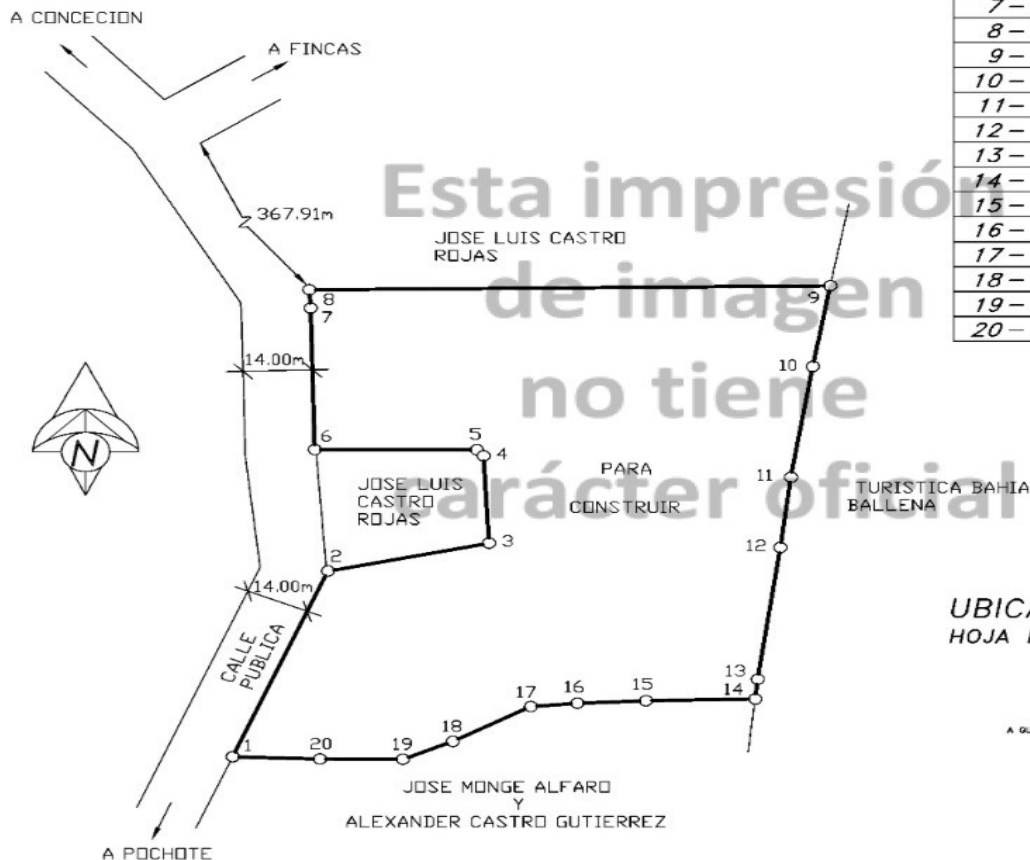 A CONCECION
A FINCAS
367.91m
JOSE LUIS CASTRO
ROJAS
Esta impresión
de imagen
no tiene
carácter oficial
8
7
9
14.00m
10
6
5
4
JOSE LUIS
CASTRO
ROJAS
PARA
CONSTRUIR
11
TURISTICA BAHIA
BALLENA
3
12
2
14.00m
CALLE
PUBLICA
N
13
14
15
16
17
18
19
20
1
JOSE MONGE ALFARO
Y
ALEXANDER CASTRO GUTIERREZ
A POCHOTE
7-
8-
9-
10-
11-
12-
13-
14-
15-
16-
17-
18-
19-
20-
UBICA
HOJA